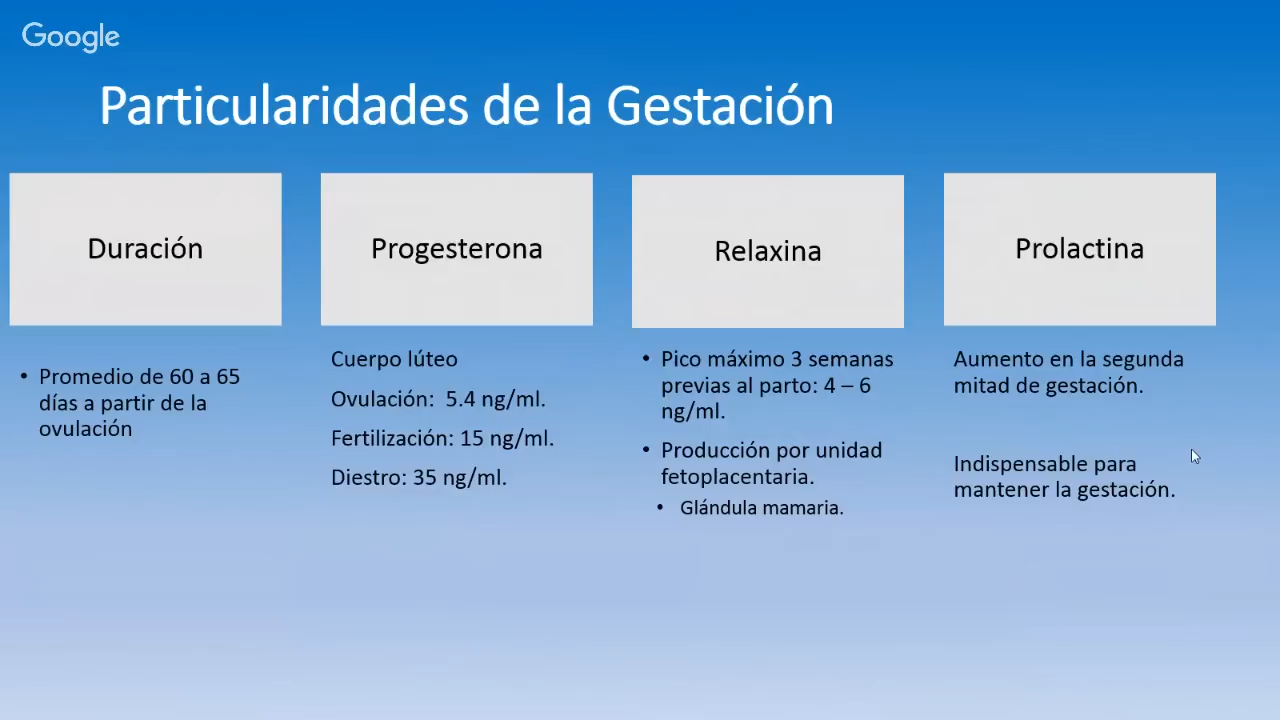 Google
Particularidades de la Gestación
Duración
• Promedio de 60 a 65
días a partir de la
ovulación
Progesterona
Cuerpo lúteo
Ovulación: 5.4 ng/ml.
Fertilización: 15 ng/ml.
Diestro: 35 ng/ml.
Relaxina
• Pico máximo 3 semanas
previas al parto: 4 – 6
ng/ml.
• Producción por unidad
fetoplacentaria.
• Glándula mamaria.
Prolactina
Aumento en la segunda
mitad de gestación.
Indispensable para
mantener la gestación.